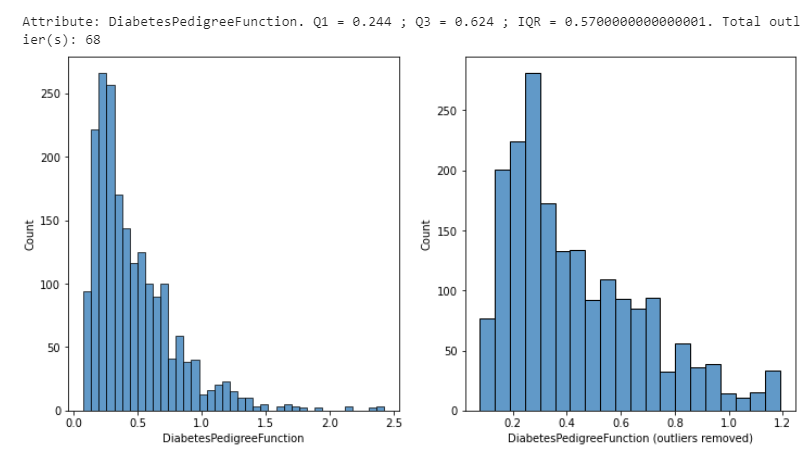 Attribute: DiabetesPedigreeFunction. Q1 = 0.244 ; Q3 = 0.624 ; IQR = 0.5700000000000001. Total outl
ier(s): 68
250
200
150
100
50
0
Count
0.0 0.5 1.0 1.5 2.0 2.5
DiabetesPedigreeFunction
250
200
150
100
50
0
Count
0.2 0.4 0.6 0.8 1.0 1.2
DiabetesPedigreeFunction (outliers removed)